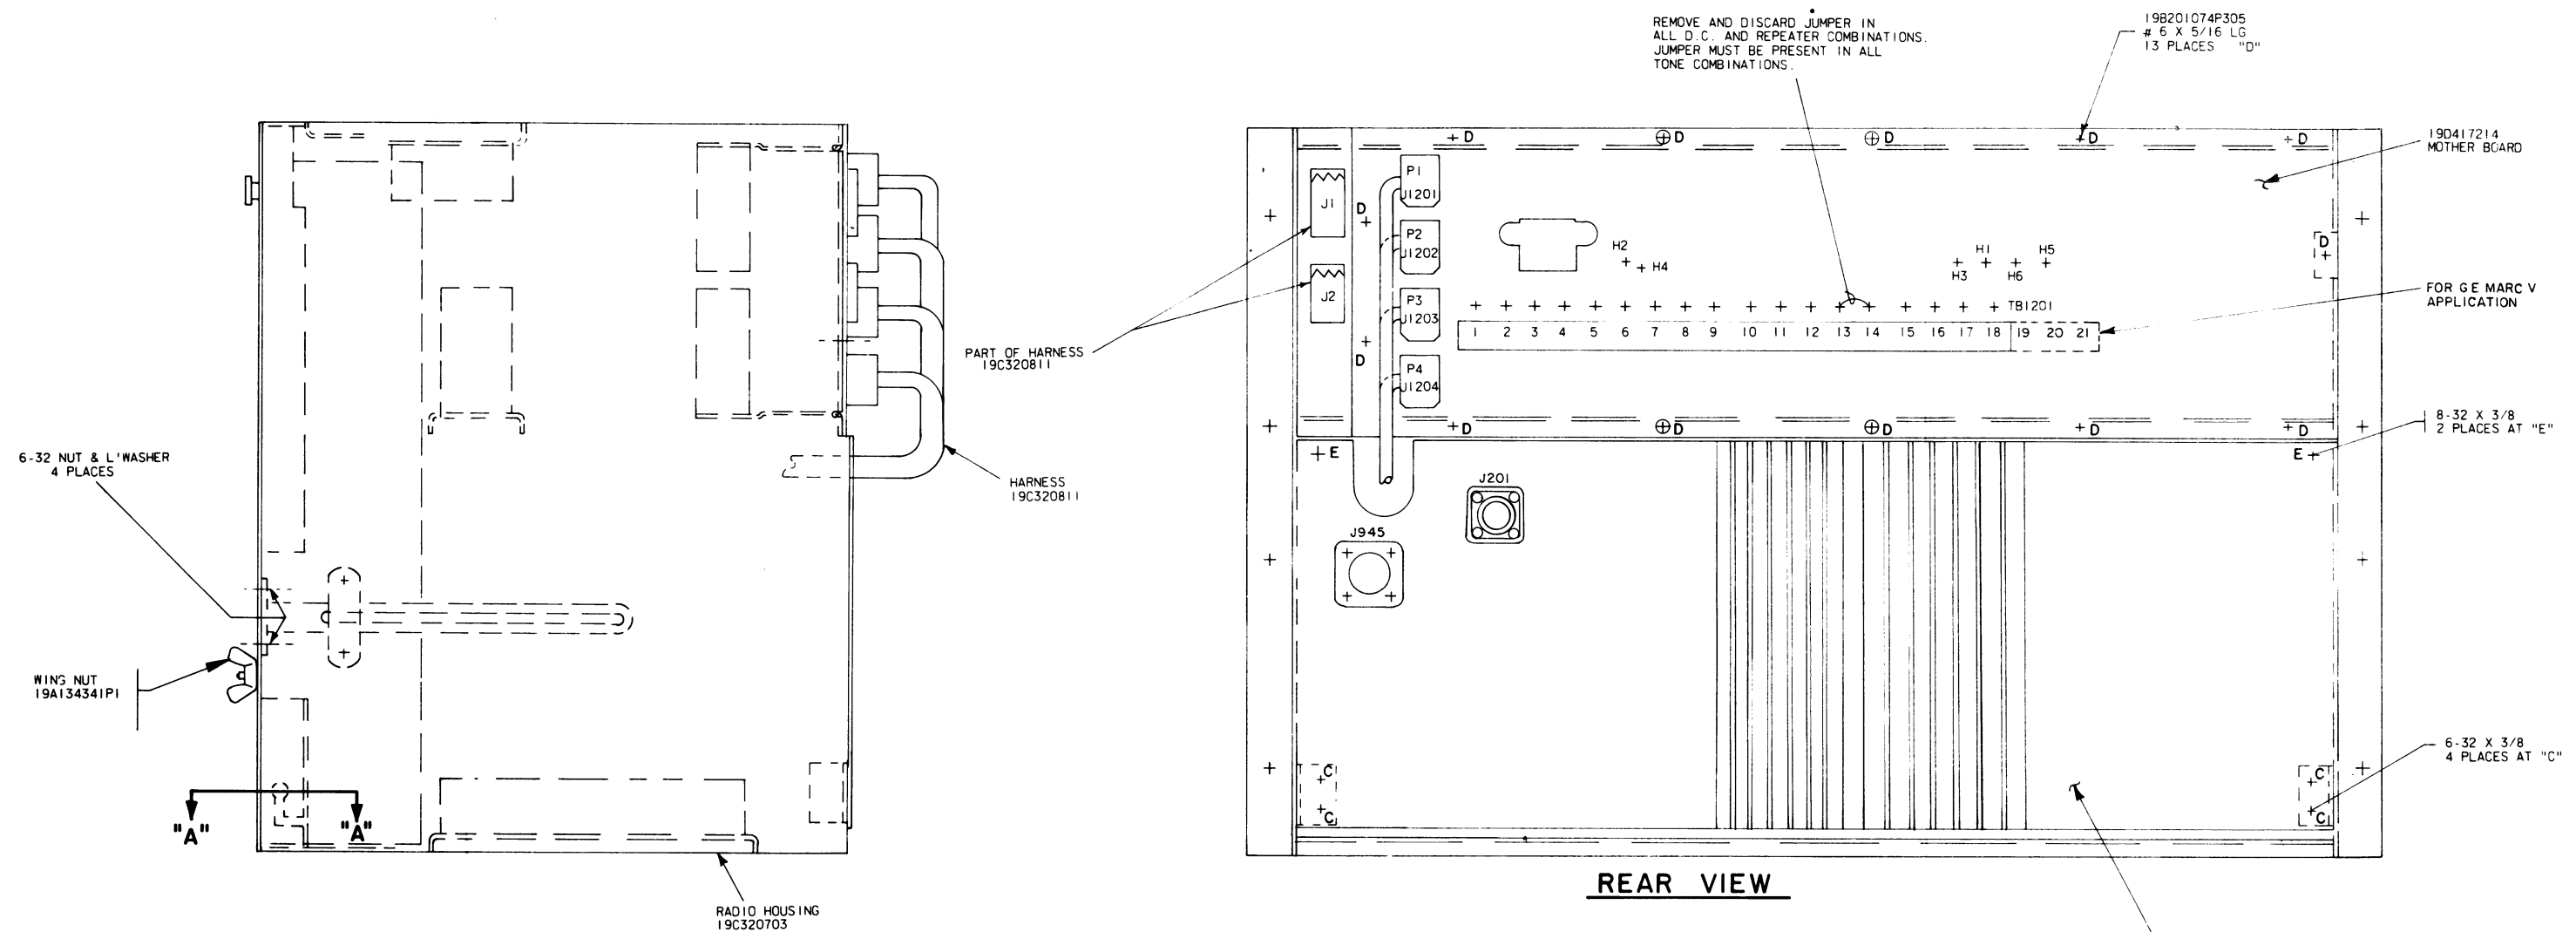 REMOVE AND DISCARD JUMPER IN
ALL D.C. AND REPEATER COMBINATIONS.
JUMPER MUST BE PRESENT IN ALL
TONE COMBINATIONS.
19B201074P305
# 6 X 5/16 LG
13 PLACES "D"
19D417214
MOTHER BOARD
FOR GE MARC V
APPLICATION
8-32 X 3/8
2 PLACES AT "E"
6-32 X 3/8
4 PLACES AT "C"
6-32 NUT & L'WASHER
4 PLACES
WING NUT
19A134341P1
"A"
"A"
RADIO HOUSING
19C320703
HARNESS
19C320811
PART OF HARNESS
19C320811
D D D D D
J1
J2
D
D
P1
J1201
P2
J1202
P3
J1203
P4
J1204
H2
H4
H1
H5
H3
H6
D
TB1201
1 2 3 4 5 6 7 8 9 10 11 12 13 14 15 16 17 18 19 20 21
D D D D D
E
E
J201
J945
C
C
C
C
REAR VIEW